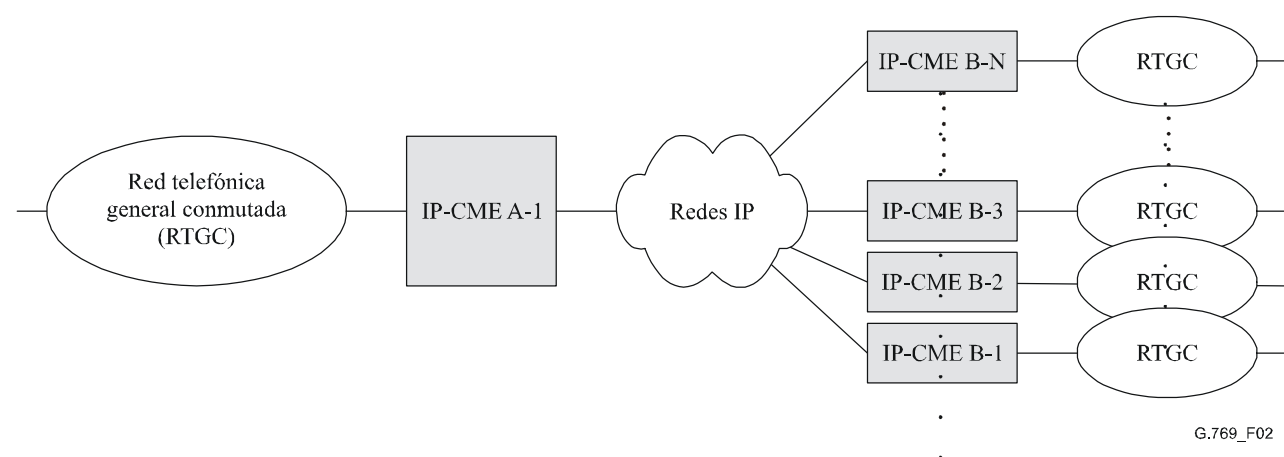 IP-CME B-N
RTGC
Red telefónica
general conmutada
(RTGC)
IP-CME A-1
Redes IP
IP-CME B-3
RTGC
IP-CME B-2
RTGC
IP-CME B-1
RTGC
G.769_F02